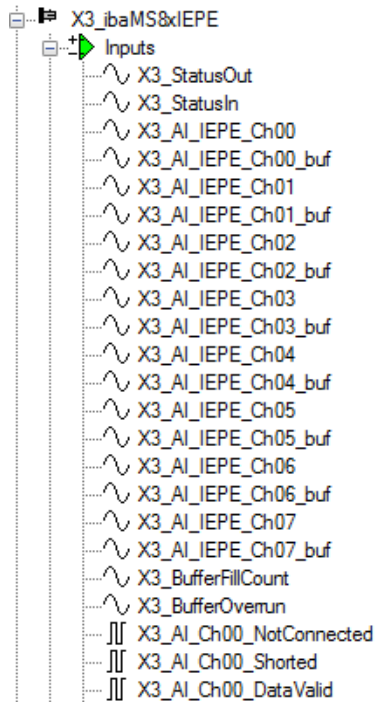 X3_ibaMS8xIEPE
Inputs
X3_StatusOut
X3_StatusIn
X3_AI_IEPE_Ch00
X3_AI_IEPE_Ch00_buf
X3_AI_IEPE_Ch01
X3_AI_IEPE_Ch01_buf
X3_AI_IEPE_Ch02
X3_AI_IEPE_Ch02_buf
X3_AI_IEPE_Ch03
X3_AI_IEPE_Ch03_buf
X3_AI_IEPE_Ch04
X3_AI_IEPE_Ch04_buf
X3_AI_IEPE_Ch05
X3_AI_IEPE_Ch05_buf
X3_AI_IEPE_Ch06
X3_AI_IEPE_Ch06_buf
X3_AI_IEPE_Ch07
X3_AI_IEPE_Ch07_buf
X3_BufferFillCount
X3_BufferOverrun
X3_AI_Ch00_NotConnected
X3_AI_Ch00_Shorted
X3_AI_Ch00_DataValid